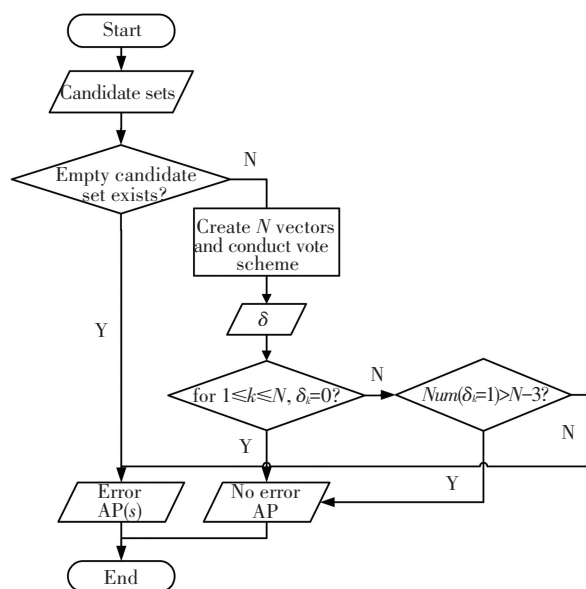 Start
Candidate sets
Empty candidate
set exists?
N
Create N vectors
and conduct vote
scheme
Y
δ
for 1≤k≤N, δₖ=0?
N
Num(δₖ=1)>N−3?
Y
N
Y
Error
AP(s)
No error
AP
End